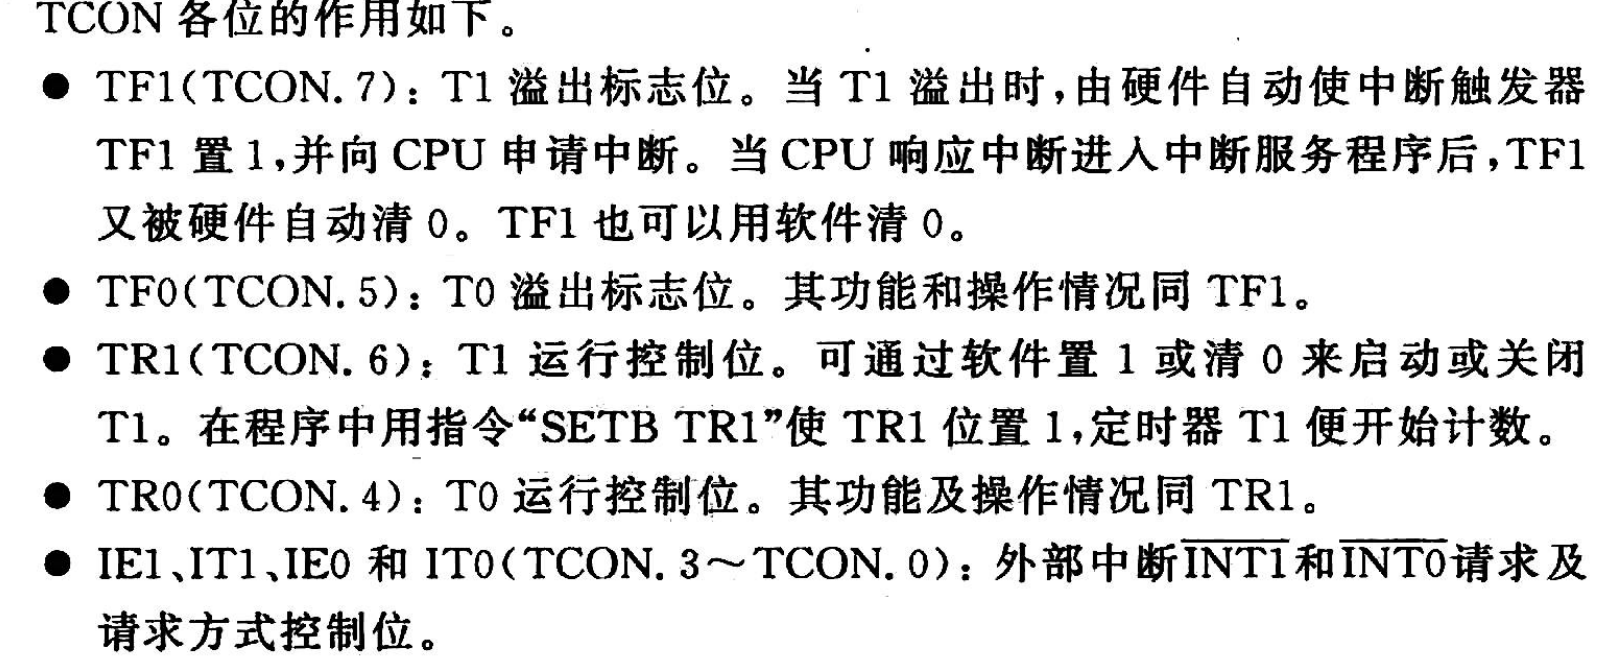 TCON 各位的作用如下。
● TF1(TCON.7)：T1 溢出标志位。当 T1 溢出时,由硬件自动使中断触发器
TF1 置 1,并向 CPU 申请中断。当 CPU 响应中断进入中断服务程序后,TF1
又被硬件自动清 0。TF1 也可以用软件清 0。
● TF0(TCON.5)：T0 溢出标志位。其功能和操作情况同 TF1。
● TR1(TCON.6)：T1 运行控制位。可通过软件置 1 或清 0 来启动或关闭
T1。在程序中用指令“SETB TR1”使 TR1 位置 1,定时器 T1 便开始计数。
● TR0(TCON.4)：T0 运行控制位。其功能及操作情况同 TR1。
● IE1、IT1、IE0 和 IT0(TCON.3～TCON.0)：外部中断INT1和INT0请求及
请求方式控制位。